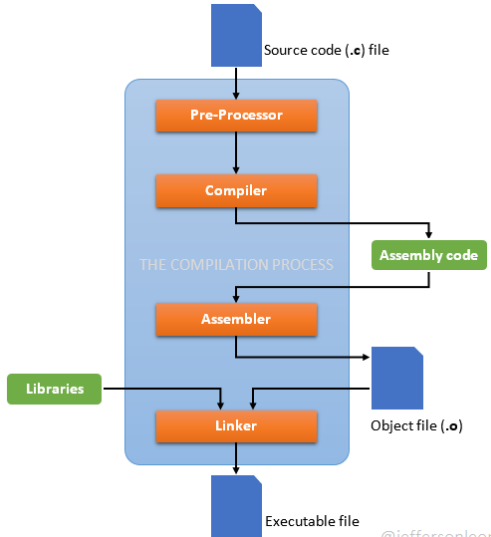 Source code (.c) file
Pre-Processor
Compiler
THE COMPILATION PROCESS
Assembly code
Assembler
Libraries
Object file (.o)
Linker
Executable file